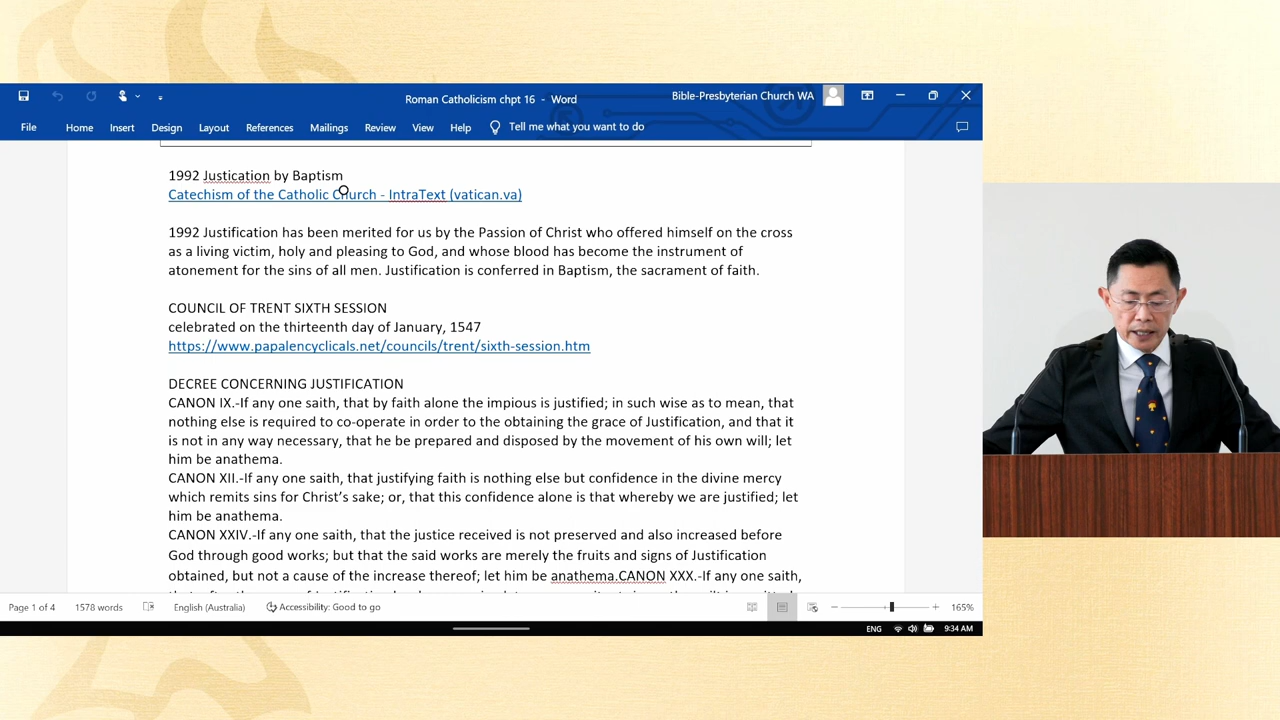 Roman Catholicism chpt 16 - Word
Bible-Presbyterian Church WA
File Home Insert Design Layout References Mailings Review View Help Tell me what you want to do
1992 Justication by Baptism
Catechism of the Catholic Church - IntraText (vatican.va)
1992 Justification has been merited for us by the Passion of Christ who offered himself on the cross
as a living victim, holy and pleasing to God, and whose blood has become the instrument of
atonement for the sins of all men. Justification is conferred in Baptism, the sacrament of faith.
COUNCIL OF TRENT SIXTH SESSION
celebrated on the thirteenth day of January, 1547
https://www.papalencyclicals.net/councils/trent/sixth-session.htm
DECREE CONCERNING JUSTIFICATION
CANON IX.-If any one saith, that by faith alone the impious is justified; in such wise as to mean, that
nothing else is required to co-operate in order to the obtaining the grace of Justification, and that it
is not in any way necessary, that he be prepared and disposed by the movement of his own will; let
him be anathema.
CANON XII.-If any one saith, that justifying faith is nothing else but confidence in the divine mercy
which remits sins for Christ's sake; or, that this confidence alone is that whereby we are justified; let
him be anathema.
CANON XXIV.-If any one saith, that the justice received is not preserved and also increased before
God through good works; but that the said works are merely the fruits and signs of Justification
obtained, but not a cause of the increase thereof; let him be anathema.CANON XXX.-If any one saith,
Page 1 of 4 1578 words English (Australia) Accessibility: Good to go 165%
ENG 9:34 AM